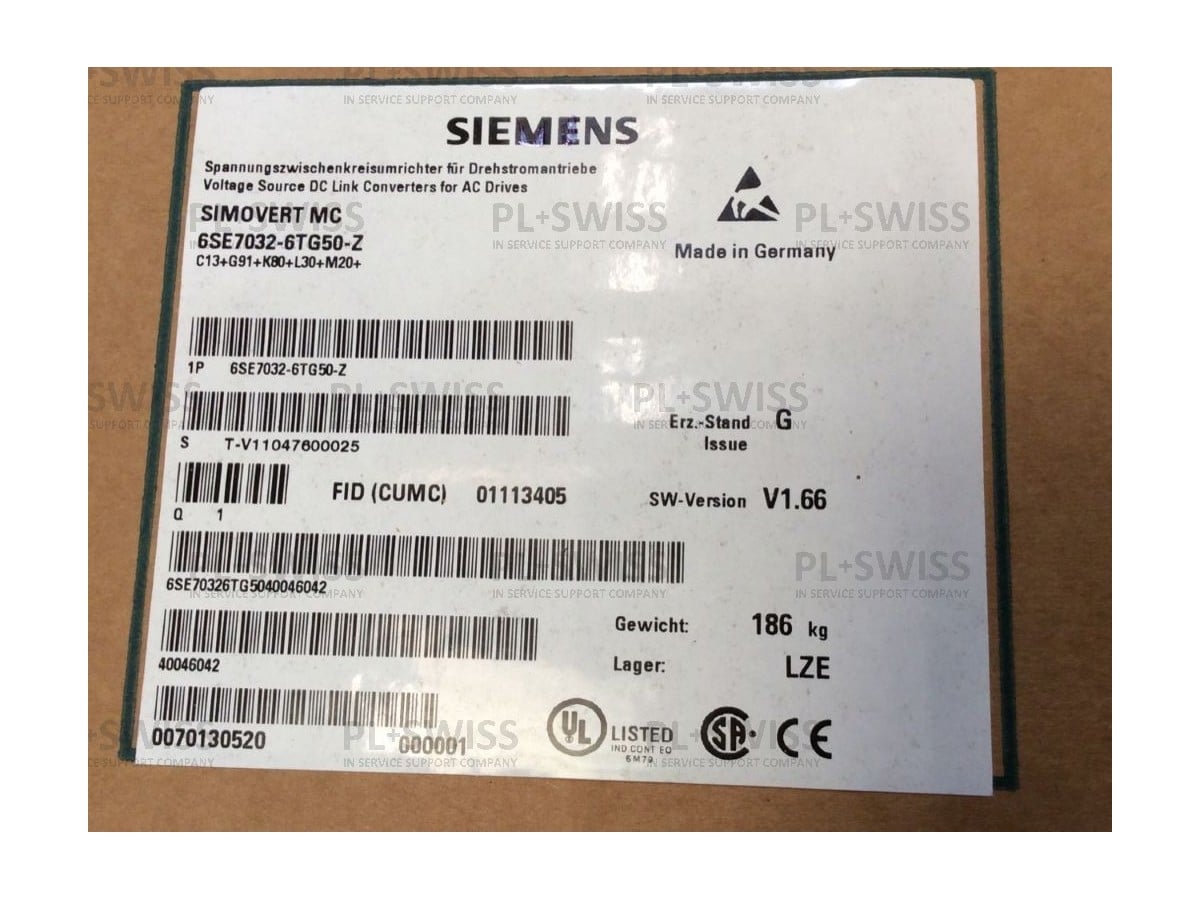 SIEMENS
Spannungszwischenkreisumrichter für Drehstromantriebe
Voltage Source DC Link Converters for AC Drives
SIMOVERT MC
6SE7032-6TG50-Z
C13+G91+K80+L30+M20+
Made in Germany
1P 6SE7032-6TG50-Z
Erz.-Stand G
Issue
S T-V11047600025
FID (CUMC) 01113405
SW-Version V1.66
Q 1
6SE70326TG5040046042
Gewicht: 186 kg
40046042
Lager: LZE
0070130520 000001
UL LISTED
IND CONT EQ
6M79
SA CE
PL+SWISS
IN SERVICE SUPPORT COMPANY